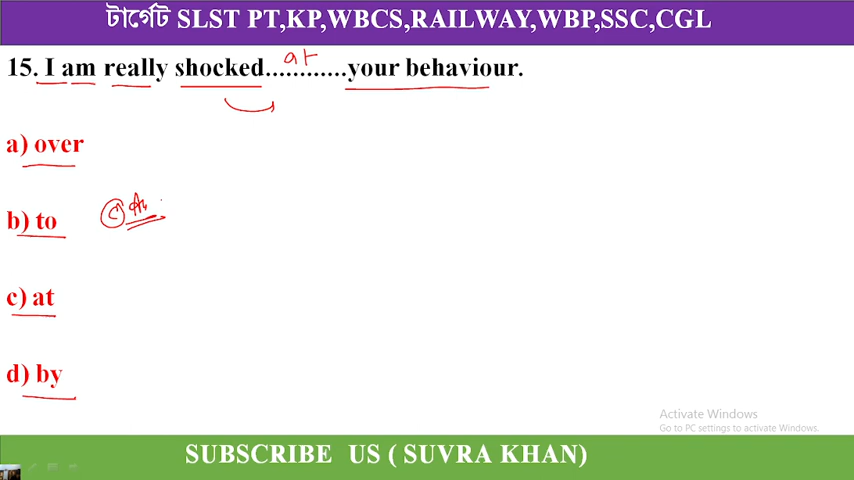 টার্গেট SLST PT,KP,WBCS,RAILWAY,WBP,SSC,CGL
at
15. I am really shocked............your behaviour.
a) over
b) to
c) Ans
c) at
d) by
Activate Windows
Go to PC settings to activate Windows.
SUBSCRIBE US ( SUVRA KHAN)